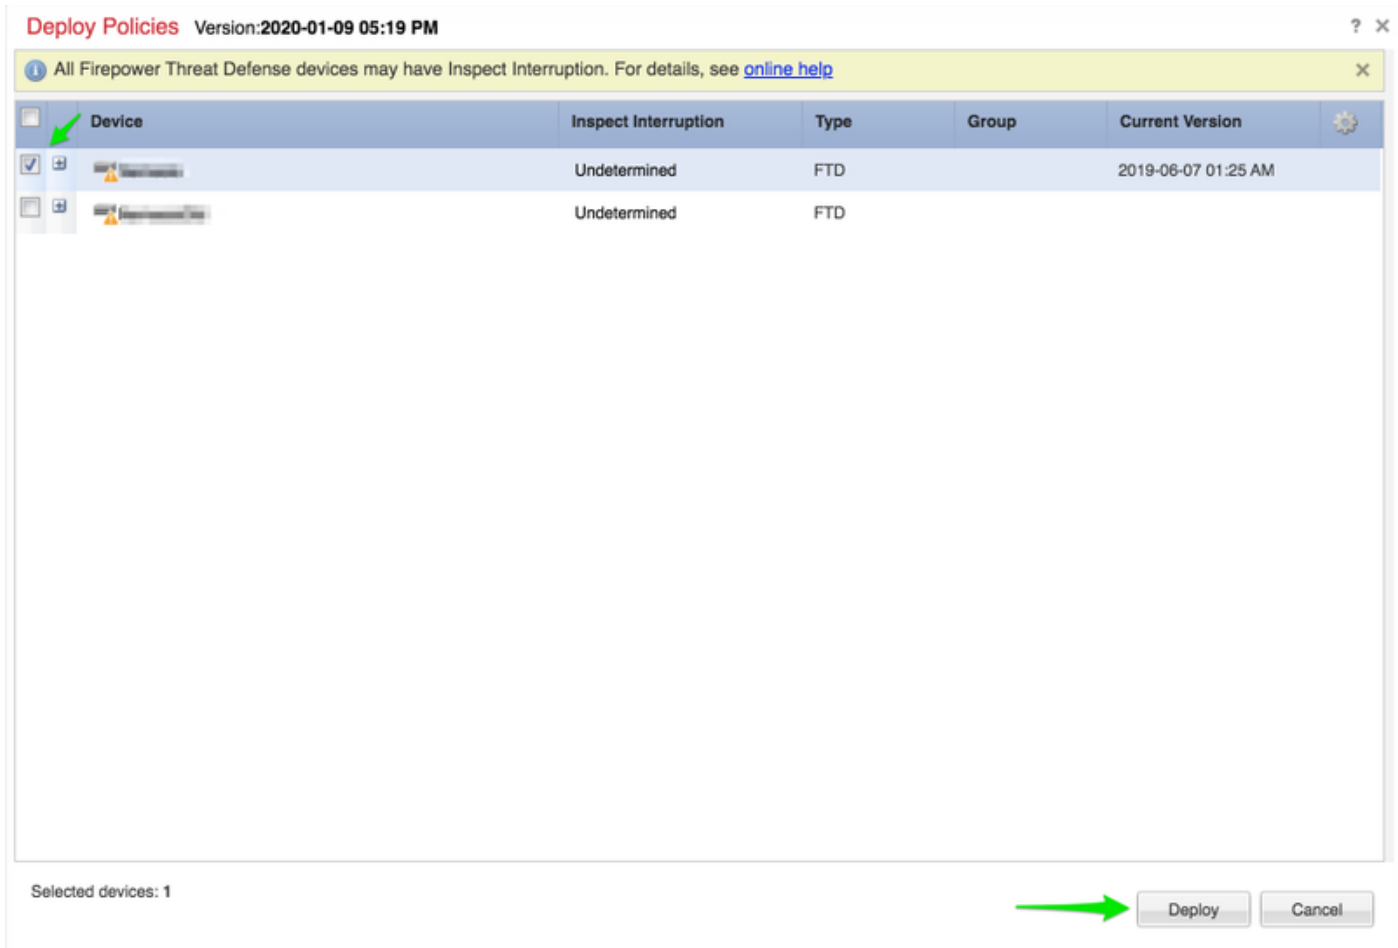 Deploy Policies Version:2020-01-09 05:19 PM ?
All Firepower Threat Defense devices may have Inspect Interruption. For details, see online help
Device Inspect Interruption Type Group Current Version
Undetermined FTD 2019-06-07 01:25 AM
Undetermined FTD
Selected devices: 1
Deploy Cancel